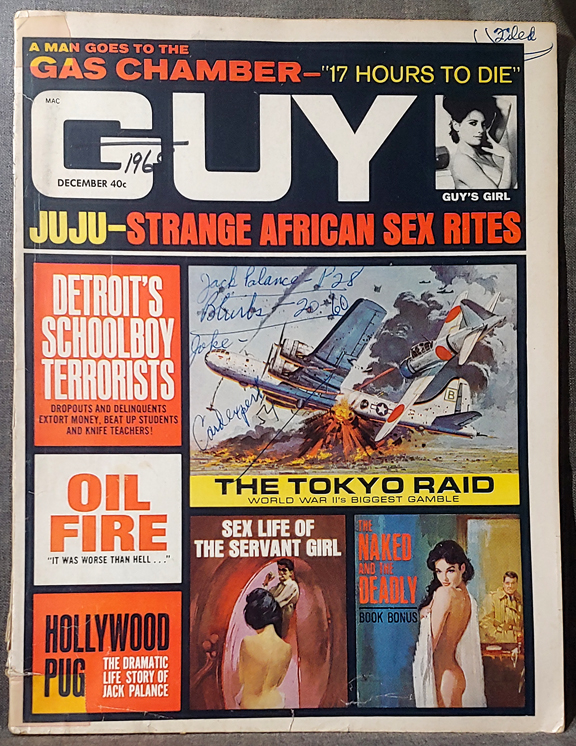 Filed
A MAN GOES TO THE
GAS CHAMBER—"17 HOURS TO DIE"
MAC
GUY
196
DECEMBER 40c
GUY'S GIRL
JUJU—STRANGE AFRICAN SEX RITES
DETROIT'S
SCHOOLBOY
TERRORISTS
DROPOUTS AND DELINQUENTS
EXTORT MONEY, BEAT UP STUDENTS
AND KNIFE TEACHERS!
Jack Palance - P28
Blurbs - 20-60
Joke -
Card expert
B
THE TOKYO RAID
WORLD WAR II's BIGGEST GAMBLE
OIL
FIRE
"IT WAS WORSE THAN HELL . . ."
SEX LIFE OF
THE SERVANT GIRL
THE
NAKED
AND THE
DEADLY
BOOK BONUS
HOLLYWOOD
PUG
THE DRAMATIC
LIFE STORY OF
JACK PALANCE